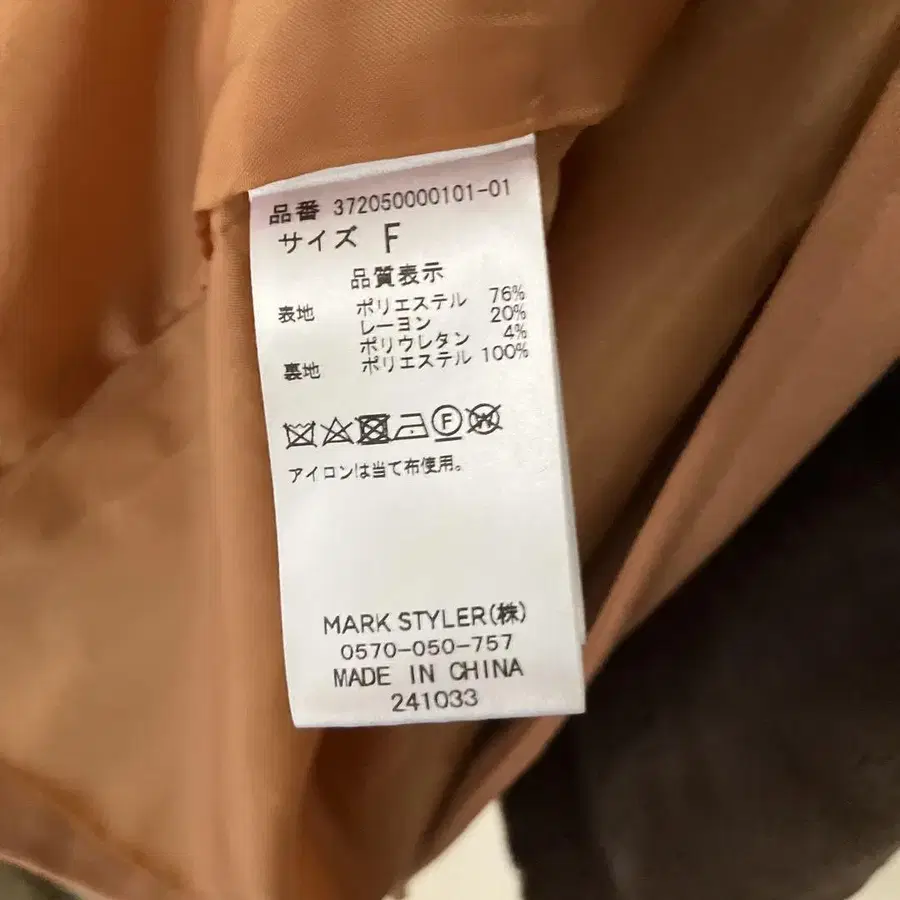 品番 372050000101-01
サイズ F
品質表示
表地 ポリエステル 76%
レーヨン 20%
ポリウレタン 4%
裏地 ポリエステル 100%
F W
アイロンは当て布使用。
MARK STYLER(株)
0570-050-757
MADE IN CHINA
241033